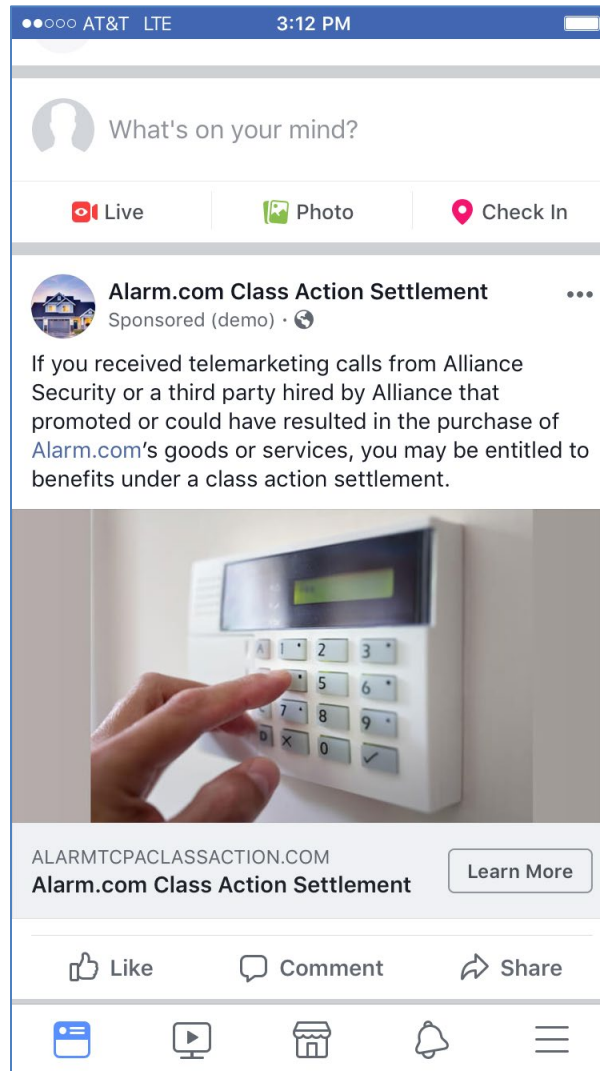 AT&T LTE 3:12 PM
What's on your mind?
Live Photo Check In
Alarm.com Class Action Settlement
Sponsored (demo) ·
If you received telemarketing calls from Alliance
Security or a third party hired by Alliance that
promoted or could have resulted in the purchase of
Alarm.com's goods or services, you may be entitled to
benefits under a class action settlement.
A 1 2 3
5 6
7 8 9
D X 0
ALARMTCPACLASSACTION.COM
Alarm.com Class Action Settlement
Learn More
Like Comment Share